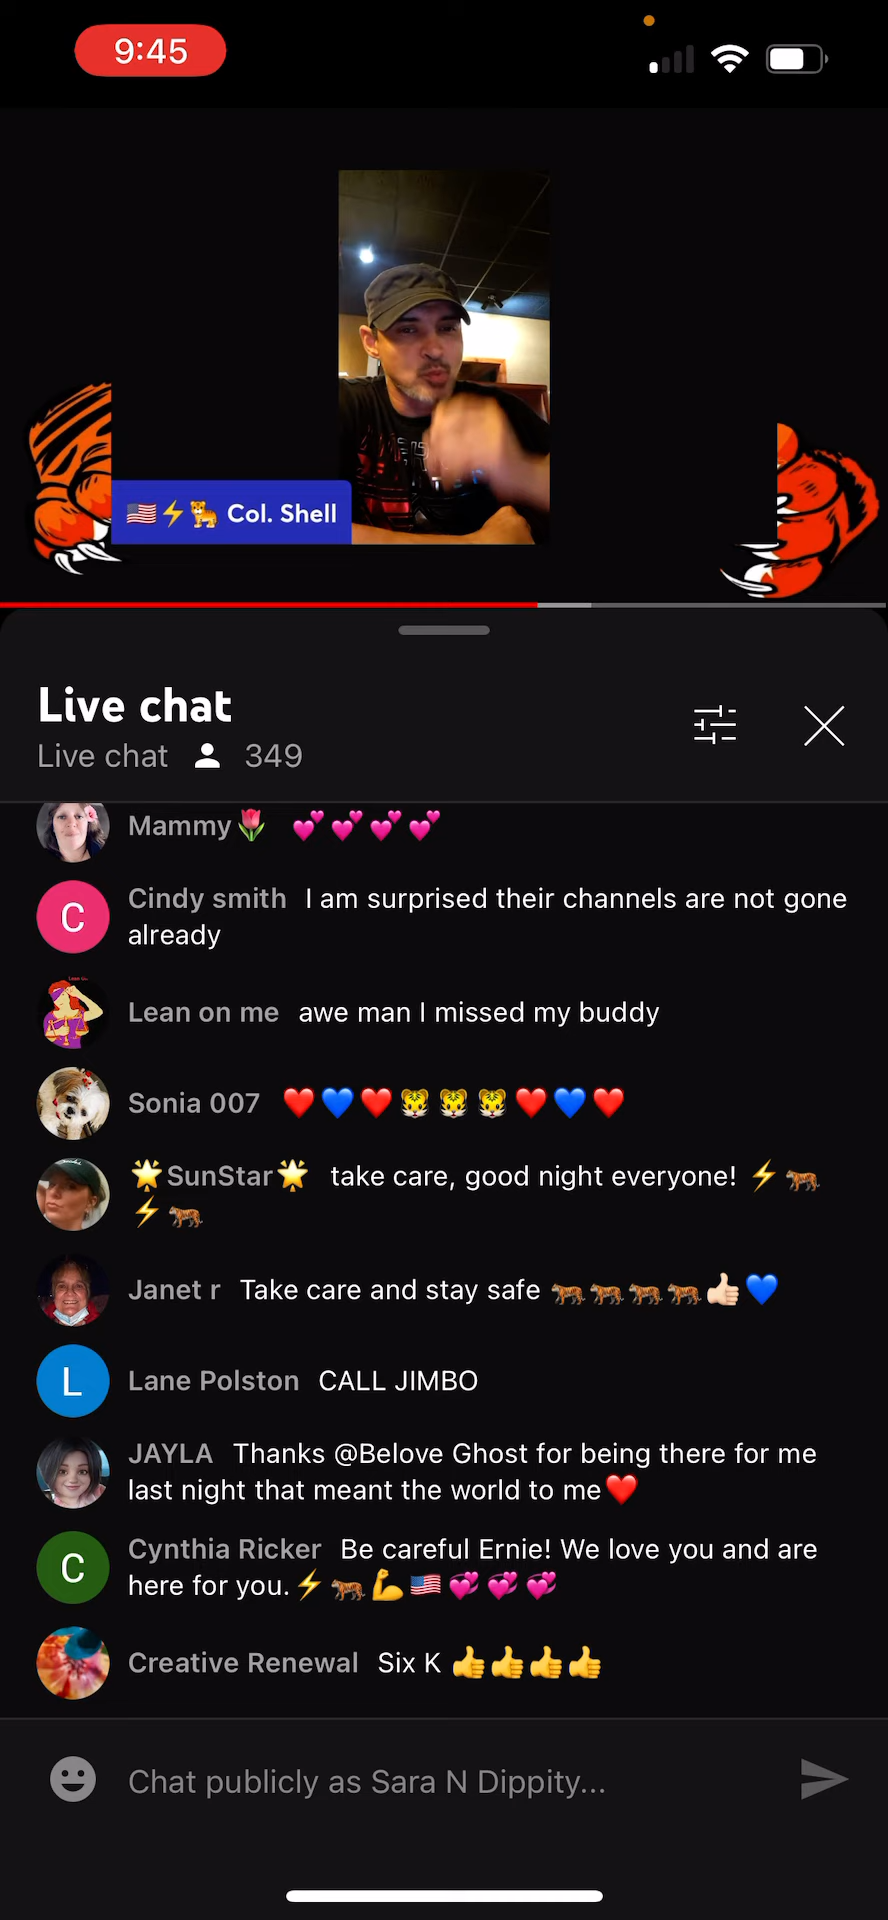 9:45
🇺🇸⚡🐅 Col. Shell
Live chat
Live chat 349
Mammy🌷 💕💕💕💕
C Cindy smith I am surprised their channels are not gone
already
Lean on me awe man I missed my buddy
Sonia 007 ❤️💙❤️🐯🐯🐯❤️💙❤️
🌟SunStar🌟 take care, good night everyone! ⚡🐅
⚡🐅
Janet r Take care and stay safe 🐅🐅🐅🐅👍🏻💙
L Lane Polston CALL JIMBO
JAYLA Thanks @Belove Ghost for being there for me
last night that meant the world to me❤️
C Cynthia Ricker Be careful Ernie! We love you and are
here for you.⚡🐅💪🇺🇸💞💞💞
Creative Renewal Six K 👍👍👍👍
Chat publicly as Sara N Dippity...